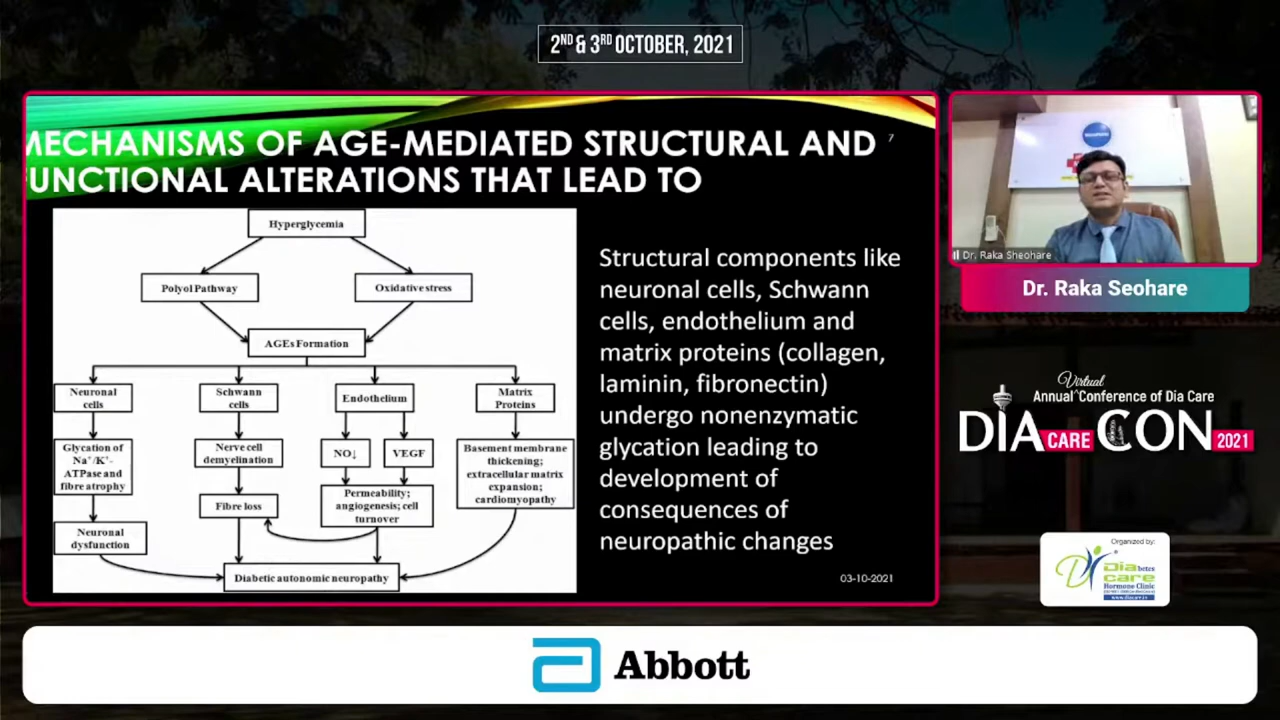 2ND & 3RD OCTOBER, 2021
MECHANISMS OF AGE-MEDIATED STRUCTURAL AND
UNCTIONAL ALTERATIONS THAT LEAD TO
7
Hyperglycemia
Polyol Pathway
Oxidative stress
AGEs Formation
Neuronal
cells
Schwann
cells
Endothelium
Matrix
Proteins
Glycation of
Na+/K+-
ATPase and
fibre atrophy
Nerve cell
demyelination
NO↓
VEGF
Basement membrane
thickening;
extracellular matrix
expansion;
cardiomyopathy
Fibre loss
Permeability;
angiogenesis; cell
turnover
Neuronal
dysfunction
Diabetic autonomic neuropathy
Structural components like
neuronal cells, Schwann
cells, endothelium and
matrix proteins (collagen,
laminin, fibronectin)
undergo nonenzymatic
glycation leading to
development of
consequences of
neuropathic changes
03-10-2021
Dr. Raka Sheohare
Dr. Raka Seohare
Virtual
Annual Conference of Dia Care
DIA CARE CON 2021
Organized by:
Diabetes
care
Hormone Clinic
Abbott